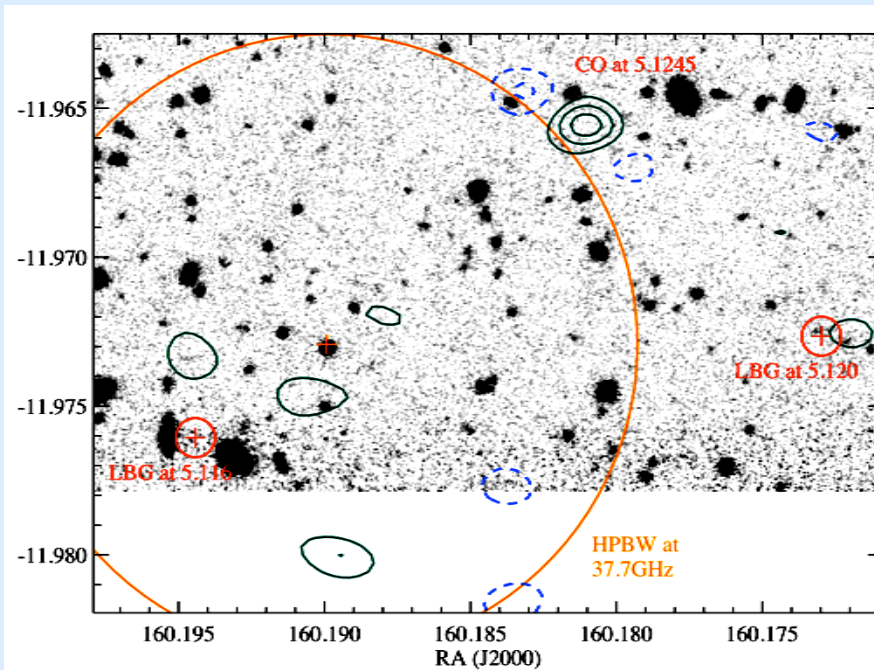 CO at 5.1245
-11.965
-11.970
LBG at 5.120
-11.975
LBG at 5.116
HPBW at
37.7GHz
-11.980
160.195 160.190 160.185 160.180 160.175
RA (J2000)